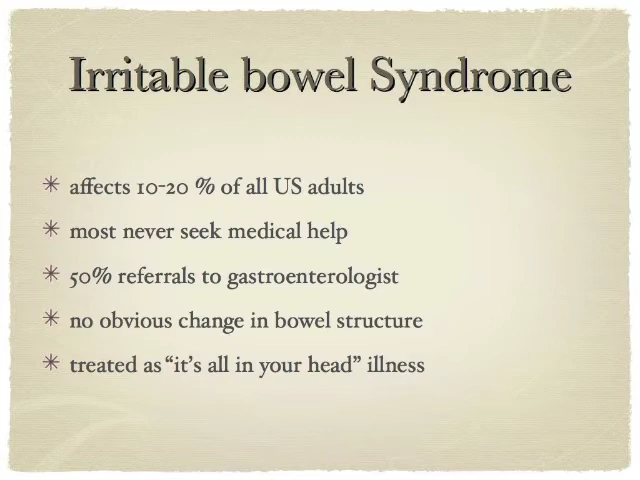 Irritable bowel Syndrome
affects 10-20 % of all US adults
most never seek medical help
50% referrals to gastroenterologist
no obvious change in bowel structure
treated as “it’s all in your head” illness